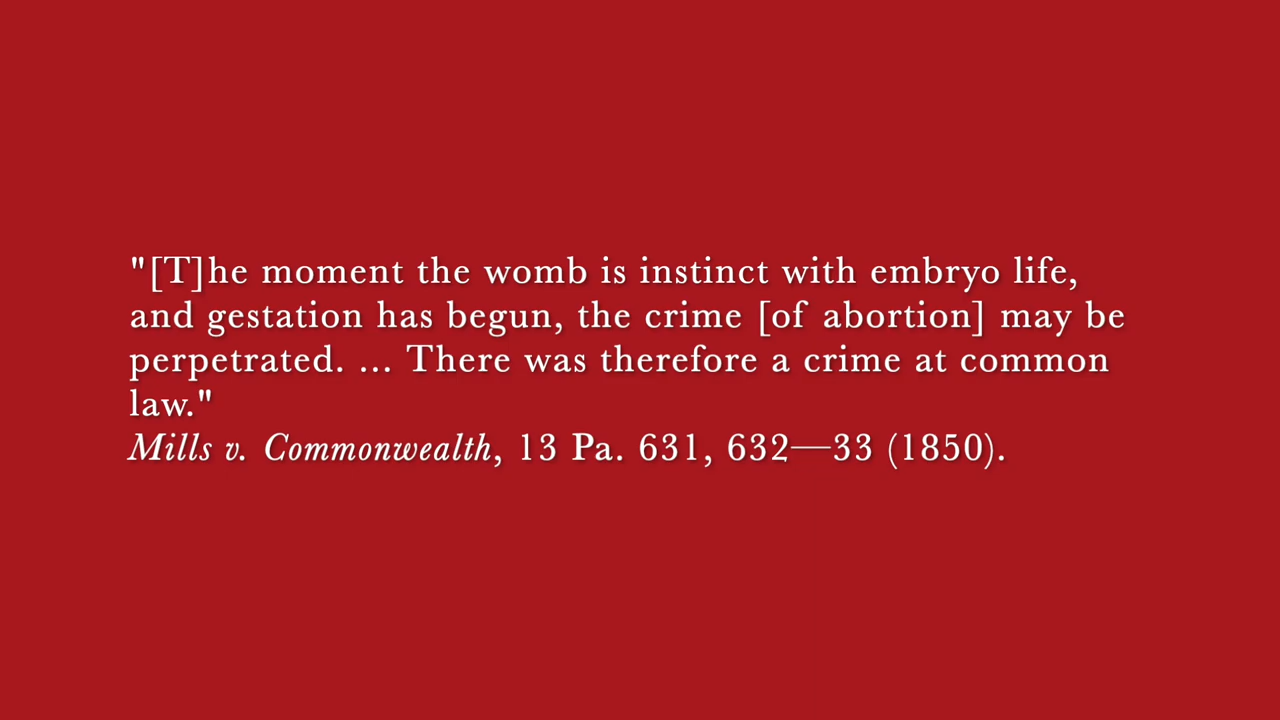 "[T]he moment the womb is instinct with embryo life,
and gestation has begun, the crime [of abortion] may be
perpetrated. ... There was therefore a crime at common
law."
Mills v. Commonwealth, 13 Pa. 631, 632—33 (1850).